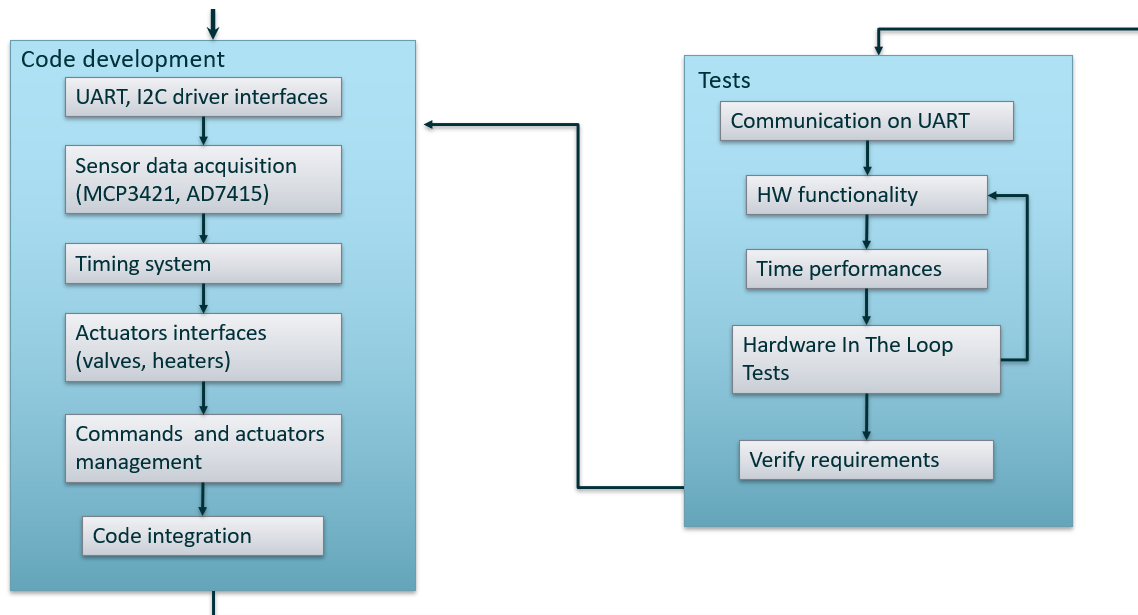 Code development
UART, I2C driver interfaces
Sensor data acquisition
(MCP3421, AD7415)
Timing system
Actuators interfaces
(valves, heaters)
Commands  and actuators
management
Code integration
Tests
Communication on UART
HW functionality
Time performances
Hardware In The Loop
Tests
Verify requirements